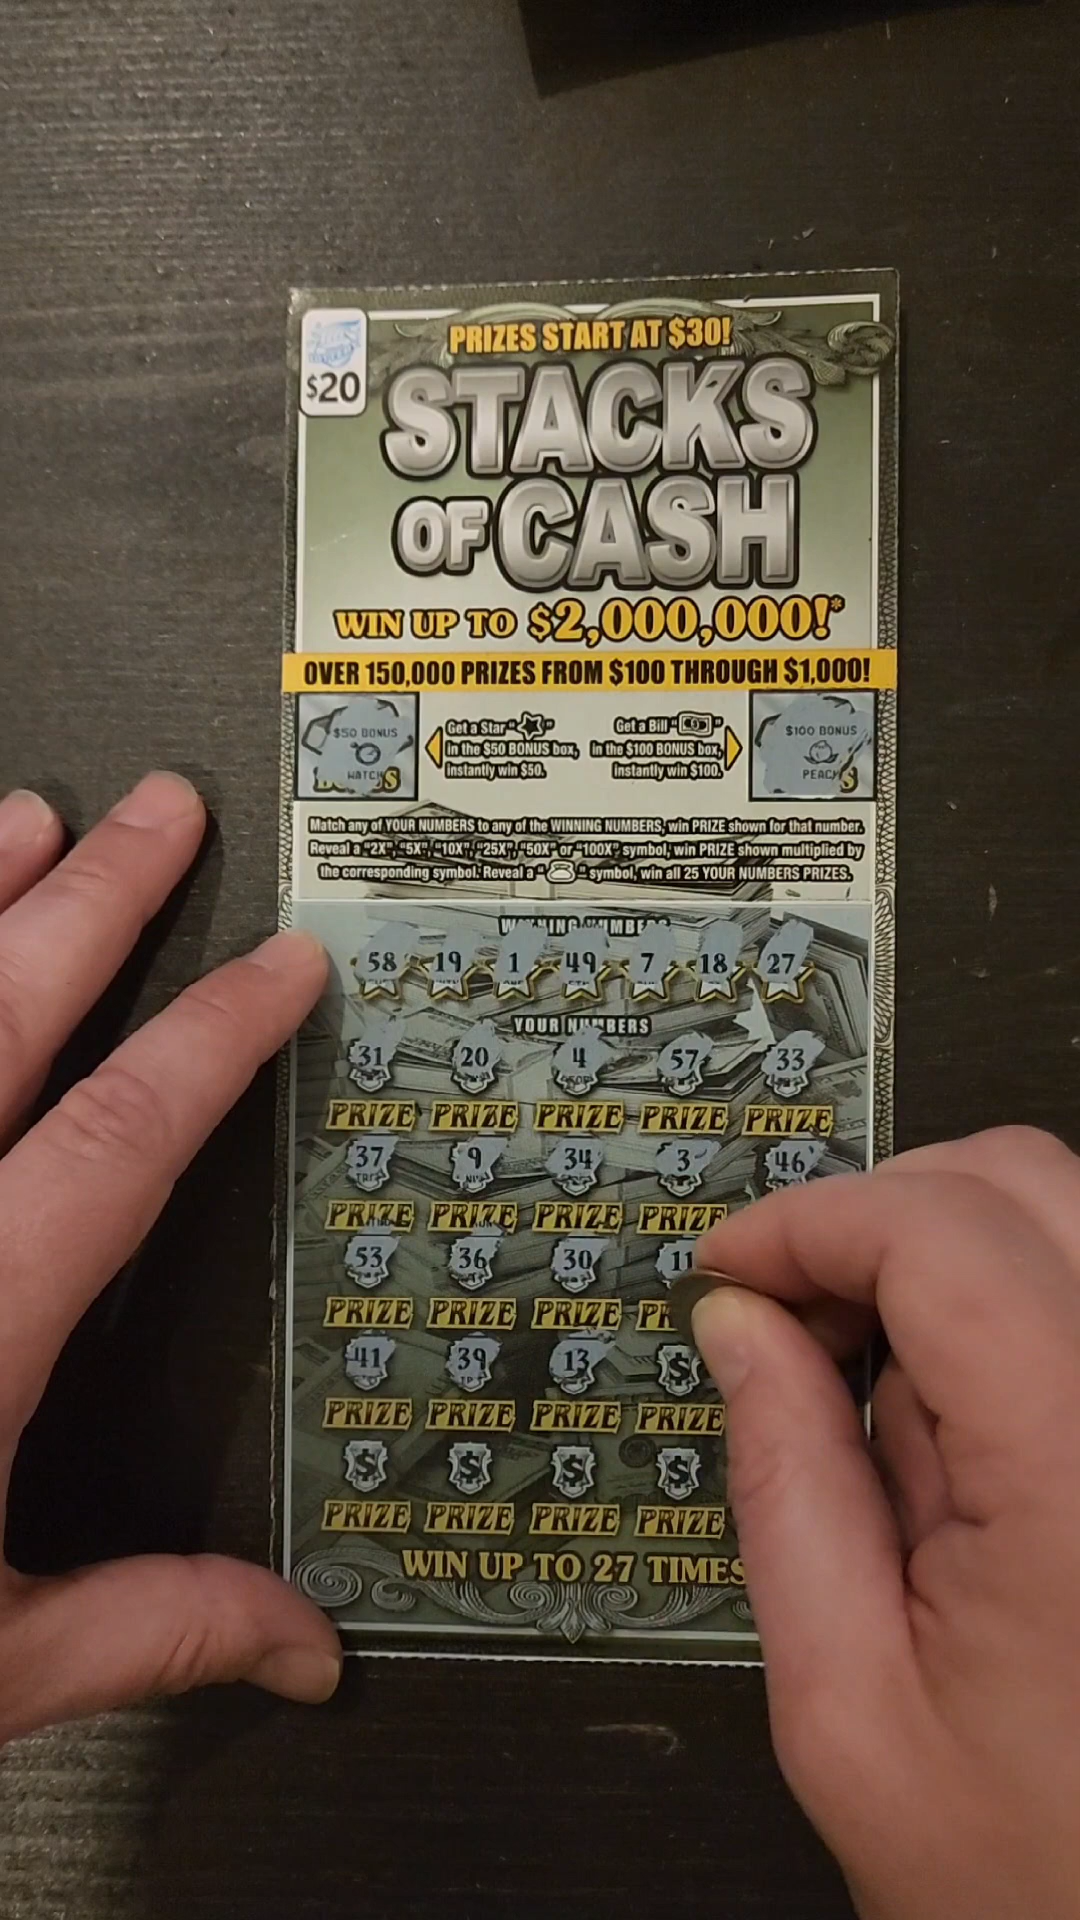 PRIZES START AT $30!
$20
STACKS
OF CASH
WIN UP TO $2,000,000!*
OVER 150,000 PRIZES FROM $100 THROUGH $1,000!
$50 BONUS
WATCH
Get a Star " "
in the $50 BONUS box,
instantly win $50.
Get a Bill " "
in the $100 BONUS box,
instantly win $100.
$100 BONUS
PEACH
Match any of YOUR NUMBERS to any of the WINNING NUMBERS, win PRIZE shown for that number.
Reveal a "2X", "5X", "10X", "25X", "50X" or "100X" symbol, win PRIZE shown multiplied by
the corresponding symbol. Reveal a " " symbol, win all 25 YOUR NUMBERS PRIZES.
WINNING NUMBERS
58 19 1 49 7 18 27
YOUR NUMBERS
31 20 4 57 33
PRIZE PRIZE PRIZE PRIZE PRIZE
37 9 34 3 46
PRIZE PRIZE PRIZE PRIZE
53 36 30 11
PRIZE PRIZE PRIZE PR
41 39 13 $
PRIZE PRIZE PRIZE PRIZE
$ $ $ $
PRIZE PRIZE PRIZE PRIZE
WIN UP TO 27 TIMES